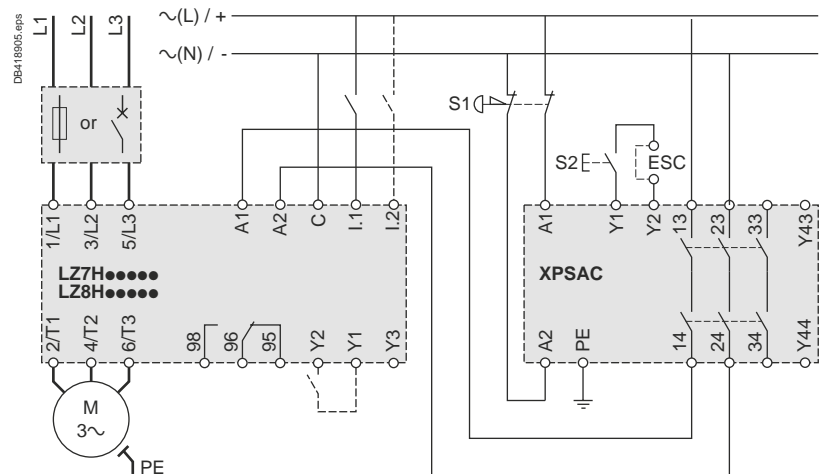 DB418905.eps
L1
L2
L3
~(L) / +
~(N) / -
or
S1
S2
ESC
1/L1
3/L2
5/L3
A1
A2
C
I.1
I.2
A1
Y1
Y2
13
23
33
Y43
LZ7H●●●●●
LZ8H●●●●●
XPSAC
2/T1
4/T2
6/T3
98
96
95
Y2
Y1
Y3
A2
PE
14
24
34
Y44
M
3~
PE